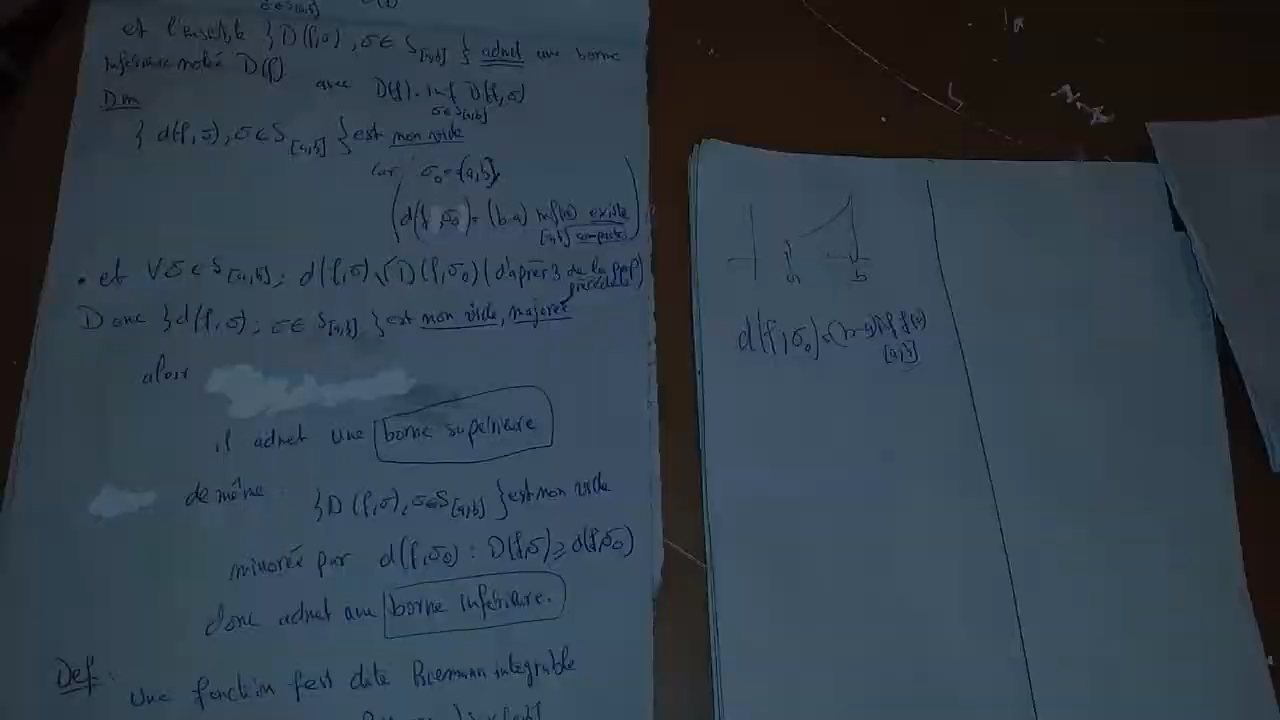 et l'ensemble {D(f,σ), σ∈ S[a,b]} admet une borne
inférieure notée D(f)
avec D(f) = inf D(f,σ)
σ∈S[a,b]
Dm
{ d(f,σ), σ∈S[a,b] } est non vide
car σ₀={a,b}
(d(f,σ₀) = (b-a) inf f(x) existe
[a,b] compact)
• et ∀σ∈S[a,b]; d(f,σ) ≤ D(f,σ₀) (d'après 3 de la prop précédente)
Donc {d(f,σ); σ∈S[a,b]} est non vide, majorée
alors
il admet une borne supérieure
de même {D(f,σ), σ∈S[a,b]} est non vide
minorée par d(f,σ₀) : D(f,σ) ≥ d(f,σ₀)
donc admet une borne inférieure.
Def: Une fonction f est dite Riemann intégrable
a b
d(f,σ₀) = (b-a) inf f(x)
[a,b]